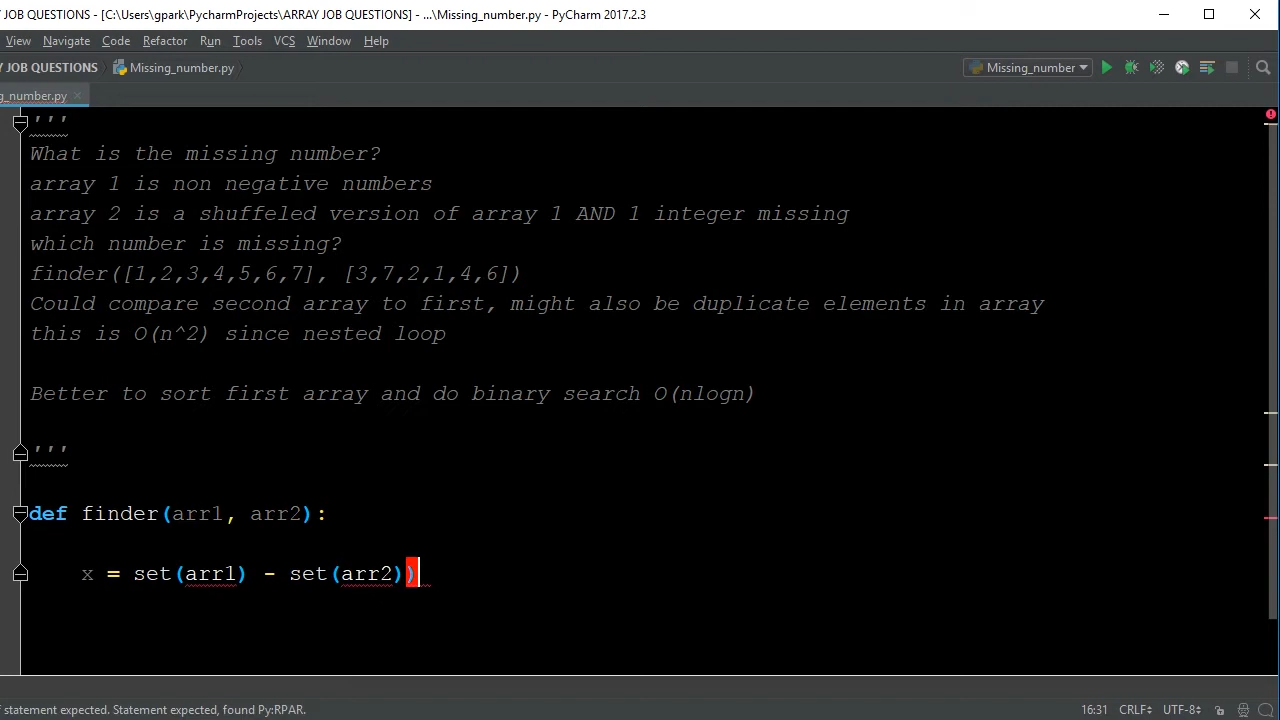 Y JOB QUESTIONS - [C:\Users\gpark\PycharmProjects\ARRAY JOB QUESTIONS] - ...\Missing_number.py - PyCharm 2017.2.3
View Navigate Code Refactor Run Tools VCS Window Help
Y JOB QUESTIONS Missing_number.py Missing_number
g_number.py
'''
What is the missing number?
array 1 is non negative numbers
array 2 is a shuffeled version of array 1 AND 1 integer missing
which number is missing?
finder([1,2,3,4,5,6,7], [3,7,2,1,4,6])
Could compare second array to first, might also be duplicate elements in array
this is O(n^2) since nested loop
Better to sort first array and do binary search O(nlogn)
'''
def finder(arr1, arr2):
x = set(arr1) - set(arr2))
statement expected. Statement expected, found Py:RPAR. 16:31 CRLF UTF-8